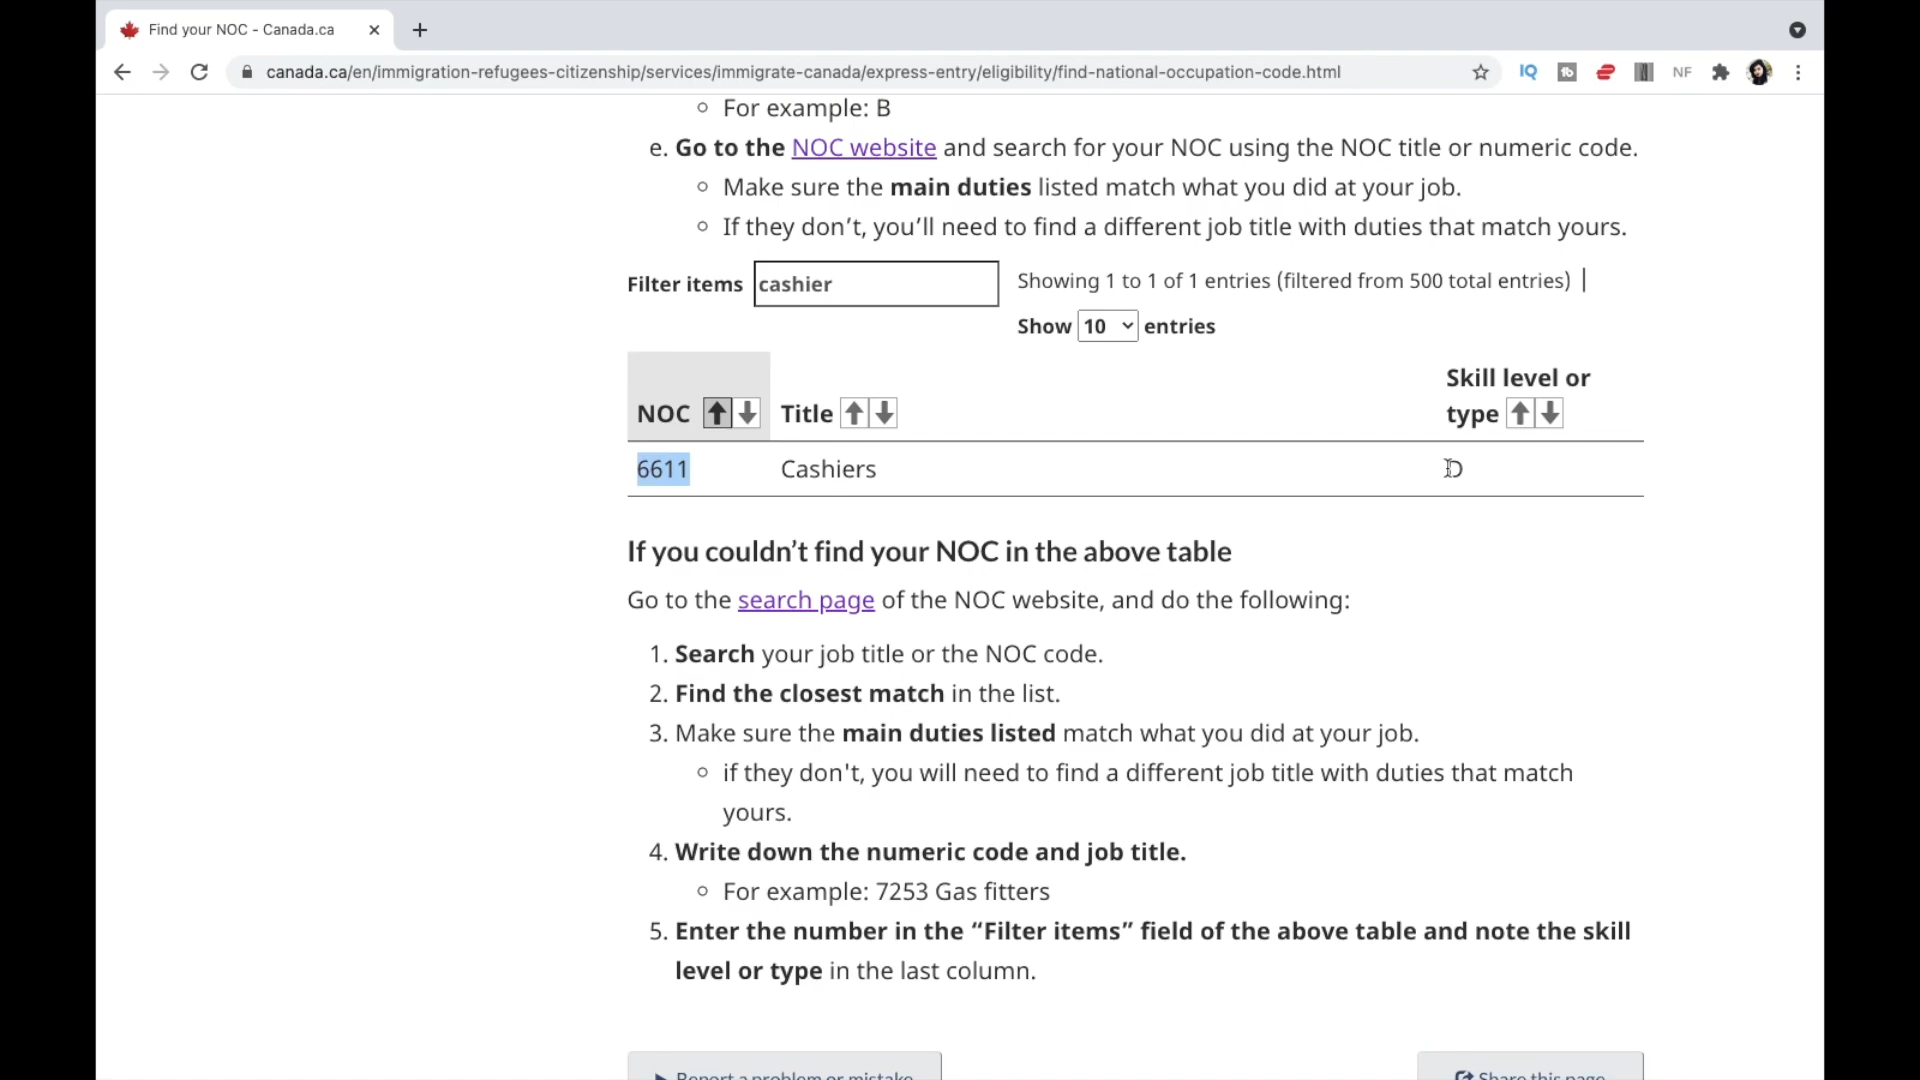 Find your NOC - Canada.ca
canada.ca/en/immigration-refugees-citizenship/services/immigrate-canada/express-entry/eligibility/find-national-occupation-code.html
IQ
tb
NF
For example: B
e. Go to the NOC website and search for your NOC using the NOC title or numeric code.
Make sure the main duties listed match what you did at your job.
If they don’t, you’ll need to find a different job title with duties that match yours.
Filter items cashier Showing 1 to 1 of 1 entries (filtered from 500 total entries) |
Show 10 entries
Skill level or
NOC Title type
6611 Cashiers D
If you couldn’t find your NOC in the above table
Go to the search page of the NOC website, and do the following:
1. Search your job title or the NOC code.
2. Find the closest match in the list.
3. Make sure the main duties listed match what you did at your job.
if they don't, you will need to find a different job title with duties that match
yours.
4. Write down the numeric code and job title.
For example: 7253 Gas fitters
5. Enter the number in the “Filter items” field of the above table and note the skill
level or type in the last column.
Report a problem or mistake Share this page